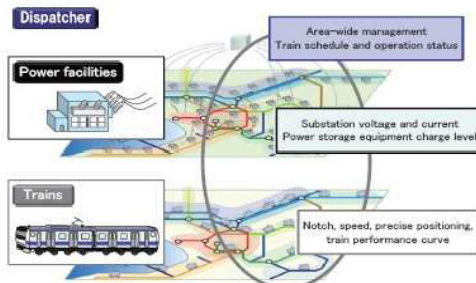 Dispatcher
Area-wide management
Train schedule and operation status
Power facilities
Substation voltage and current
Power storage equipment charge level
Trains
Notch, speed, precise positioning,
train performance curve